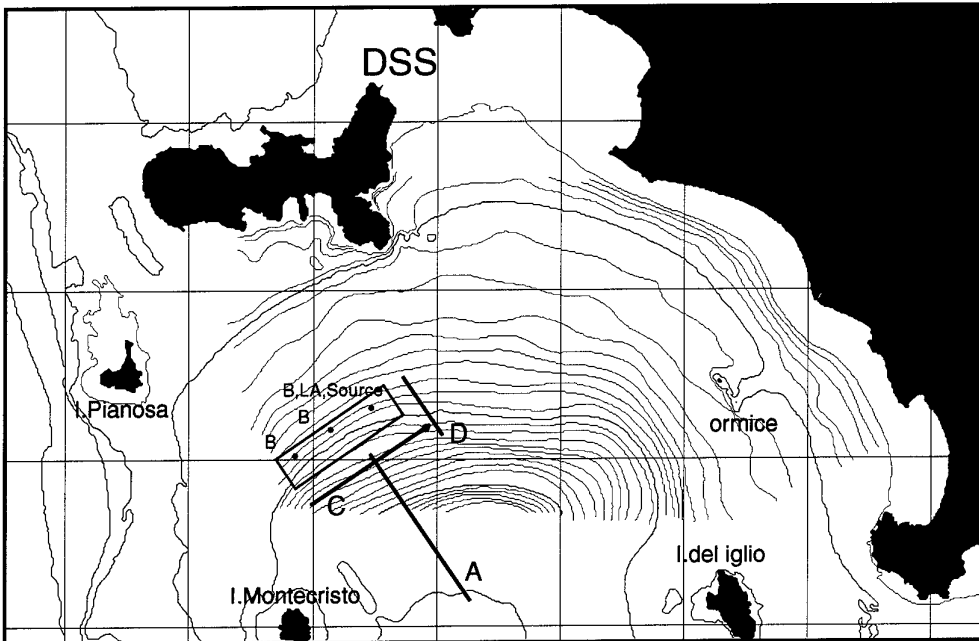 DSS
I.Pianosa
B,LA,Source
B
B
ormice
D
C
A
I.Montecristo
I.del iglio